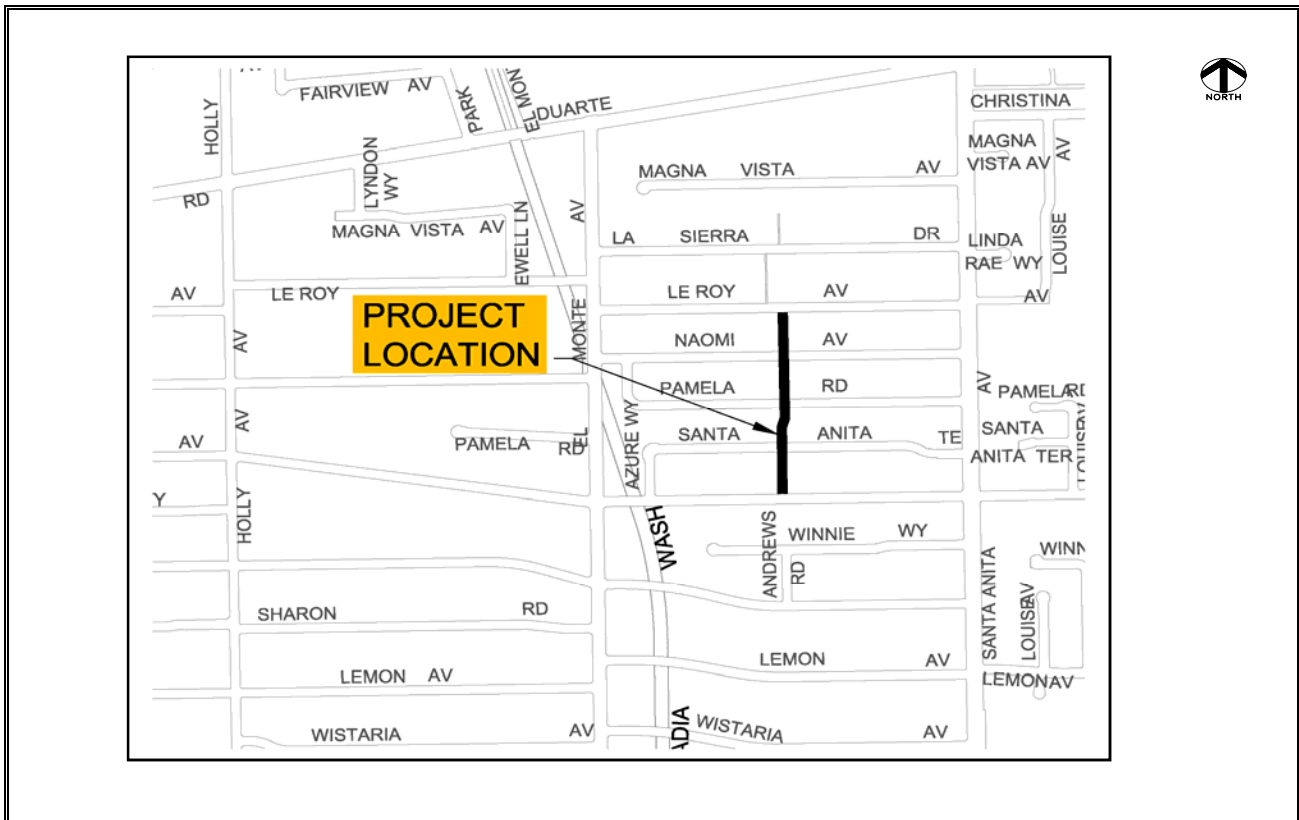 AV
FAIRVIEW AV
PARK
EL MON
DUARTE
NORTH
HOLLY
CHRISTINA
MAGNA
VISTA AV
AV
LYNDON
WY
MAGNA VISTA AV
RD
MAGNA VISTA AV
EWELL LN
AV
LA SIERRA DR
LINDA
RAE WY
LOUISE
AV
LE ROY
LE ROY AV
AV
PROJECT
LOCATION
MONTE
NAOMI AV
AV
PAMELA RD
AV
PAMELA RD
AV
AV
PAMELA RD
EL
AZURE WY
SANTA ANITA TE
SANTA
ANITA TER
Y
HOLLY
WASH
ANDREWS
RD
WINNIE WY
WINN
SHARON RD
SANTA ANITA
LOUISE
AV
LEMON AV
LEMON AV
LEMON AV
WISTARIA AV
ADIA
WISTARIA AV